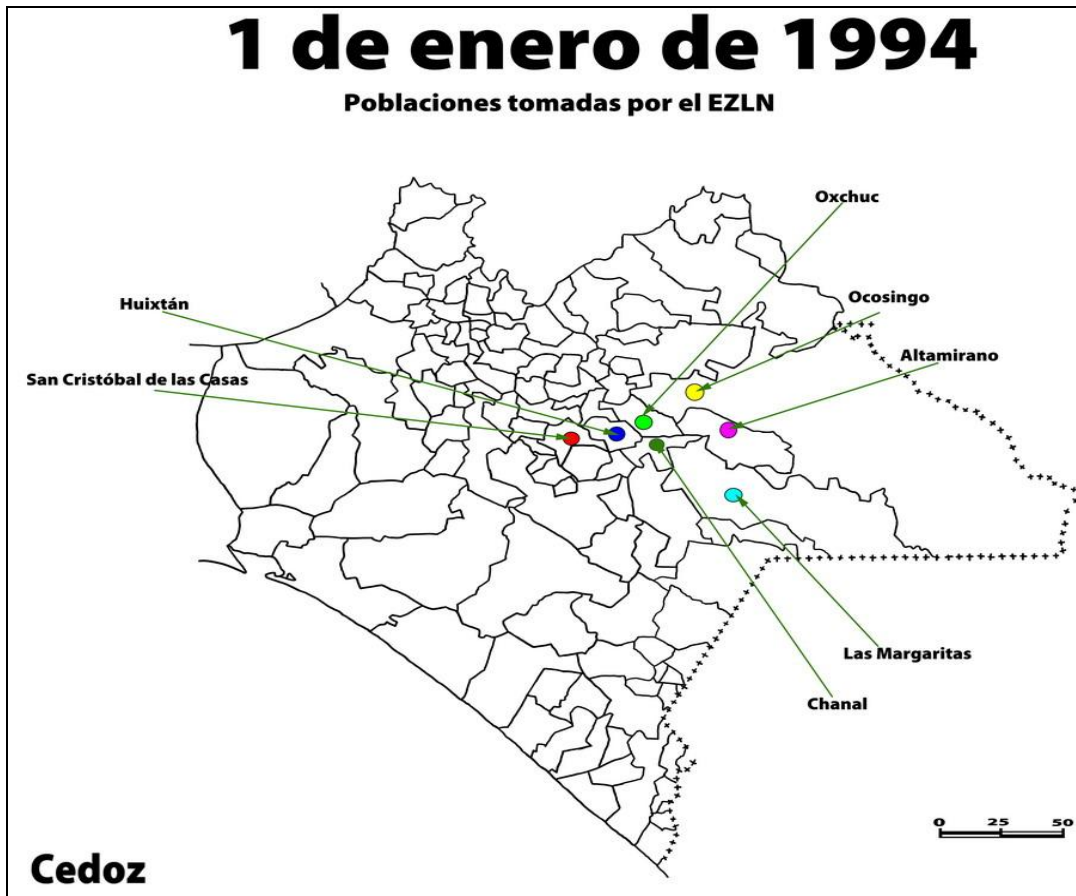 1 de enero de 1994
Poblaciones tomadas por el EZLN
Oxchuc
Huixtán
Ocosingo
Altamirano
San Cristóbal de las Casas
Las Margaritas
Chanal
0 25 50
Cedoz